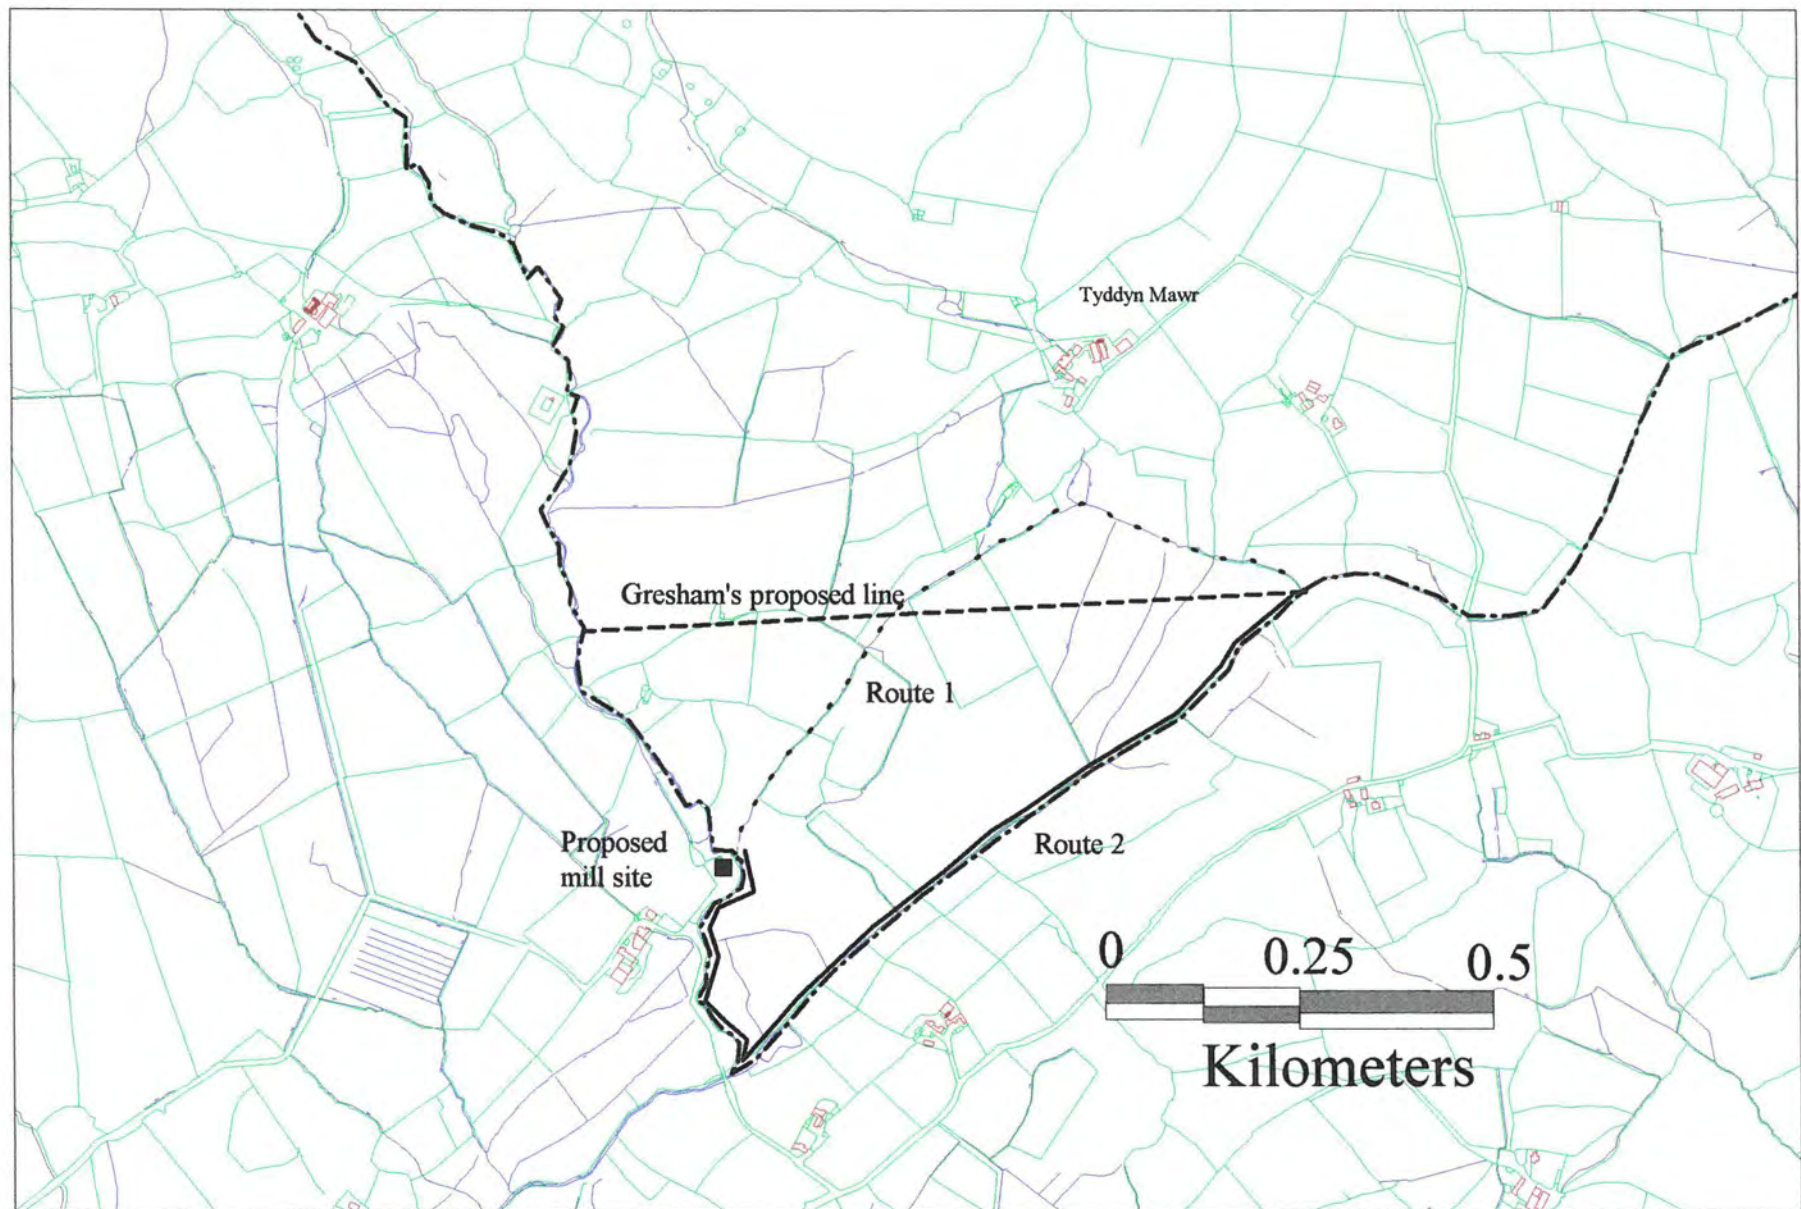 Tyddyn Mawr
Gresham's proposed line
Route 1
Proposed
mill site
Route 2
0 0.25 0.5
Kilometers